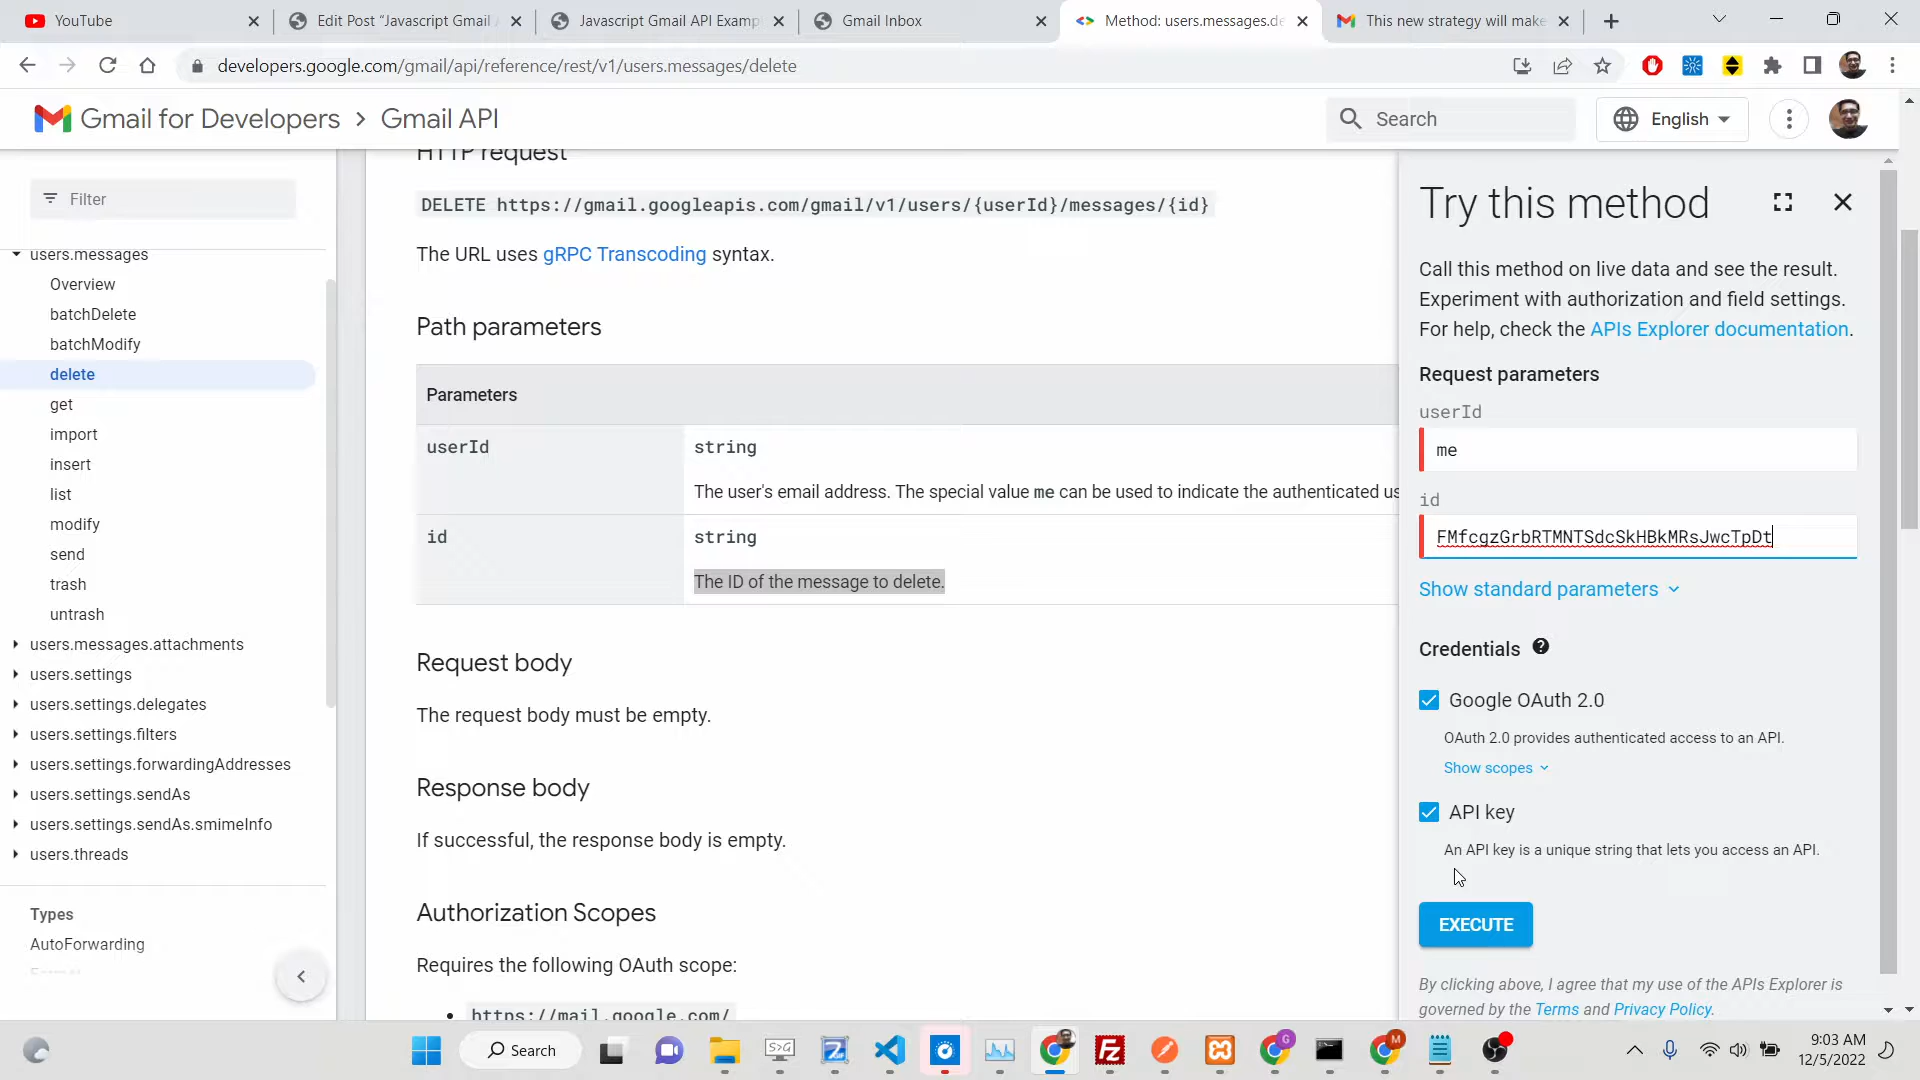 YouTube
Edit Post “Javascript Gmail A
Javascript Gmail API Examp
Gmail Inbox
Method: users.messages.de
This new strategy will make
developers.google.com/gmail/api/reference/rest/v1/users.messages/delete
Gmail for Developers
Gmail API
Search
English
Filter
users.messages
Overview
batchDelete
batchModify
delete
get
import
insert
list
modify
send
trash
untrash
users.messages.attachments
users.settings
users.settings.delegates
users.settings.filters
users.settings.forwardingAddresses
users.settings.sendAs
users.settings.sendAs.smimeInfo
users.threads
Types
AutoForwarding
HTTP request
DELETE https://gmail.googleapis.com/gmail/v1/users/{userId}/messages/{id}
The URL uses gRPC Transcoding syntax.
Path parameters
Parameters
userId
string
The user's email address. The special value me can be used to indicate the authenticated us
id
string
The ID of the message to delete.
Request body
The request body must be empty.
Response body
If successful, the response body is empty.
Authorization Scopes
Requires the following OAuth scope:
https://mail.google.com/
Try this method
Call this method on live data and see the result.
Experiment with authorization and field settings.
For help, check the APIs Explorer documentation.
Request parameters
userId
me
id
FMfcgzGrbRTMNTSdcSkHBkMRsJwcTpDt
Show standard parameters
Credentials
Google OAuth 2.0
OAuth 2.0 provides authenticated access to an API.
Show scopes
API key
An API key is a unique string that lets you access an API.
EXECUTE
By clicking above, I agree that my use of the APIs Explorer is
governed by the Terms and Privacy Policy.
Search
9:03 AM
12/5/2022